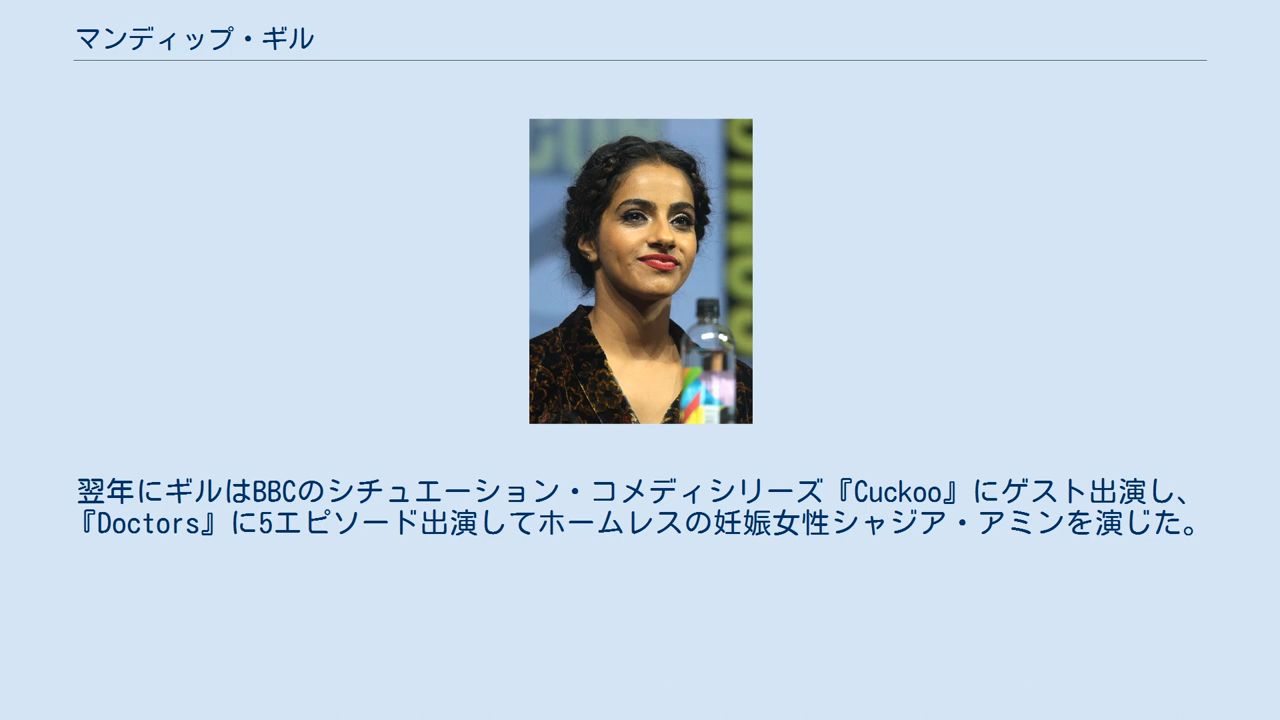 マンディップ・ギル
翌年にギルはBBCのシチュエーション・コメディシリーズ『Cuckoo』にゲスト出演し、
『Doctors』に5エピソード出演してホームレスの妊娠女性シャジア・アミンを演じた。